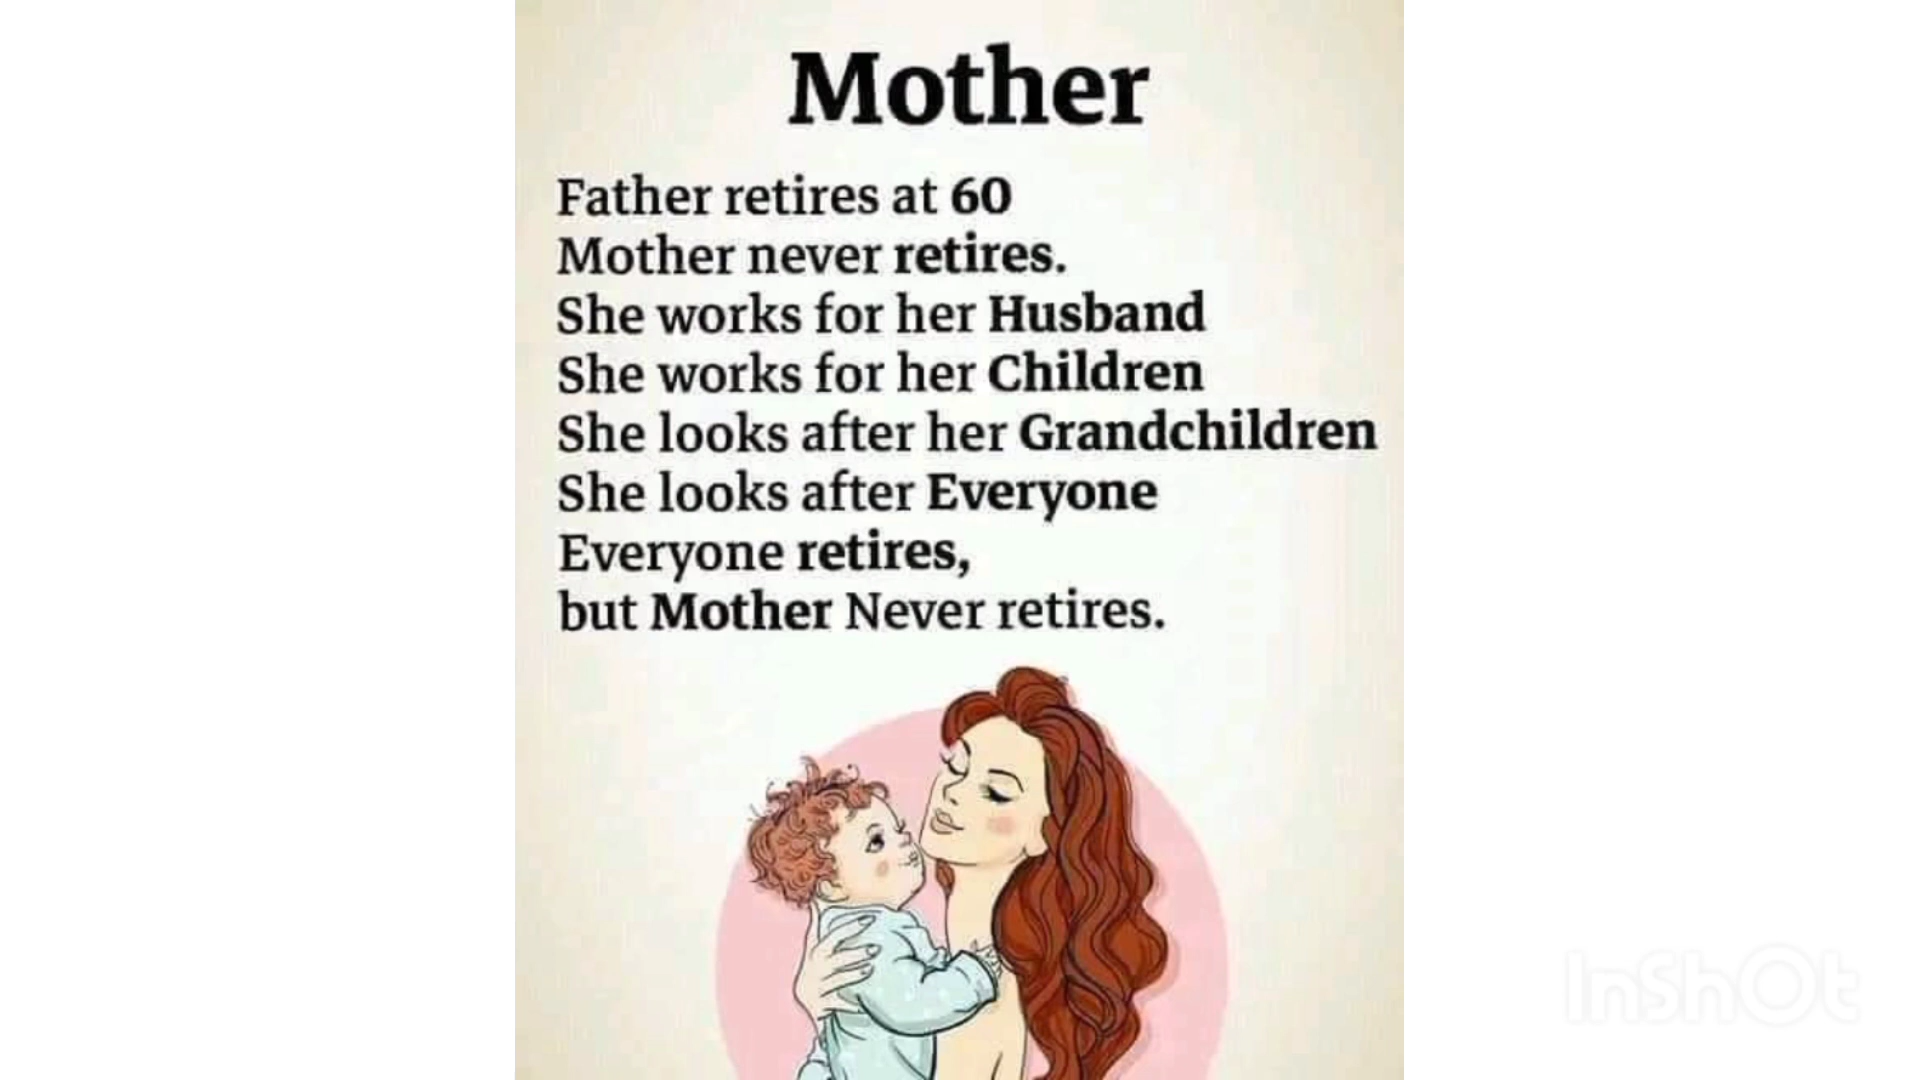 Mother
Father retires at 60
Mother never retires.
She works for her Husband
She works for her Children
She looks after her Grandchildren
She looks after Everyone
Everyone retires,
but Mother Never retires.
InShOt